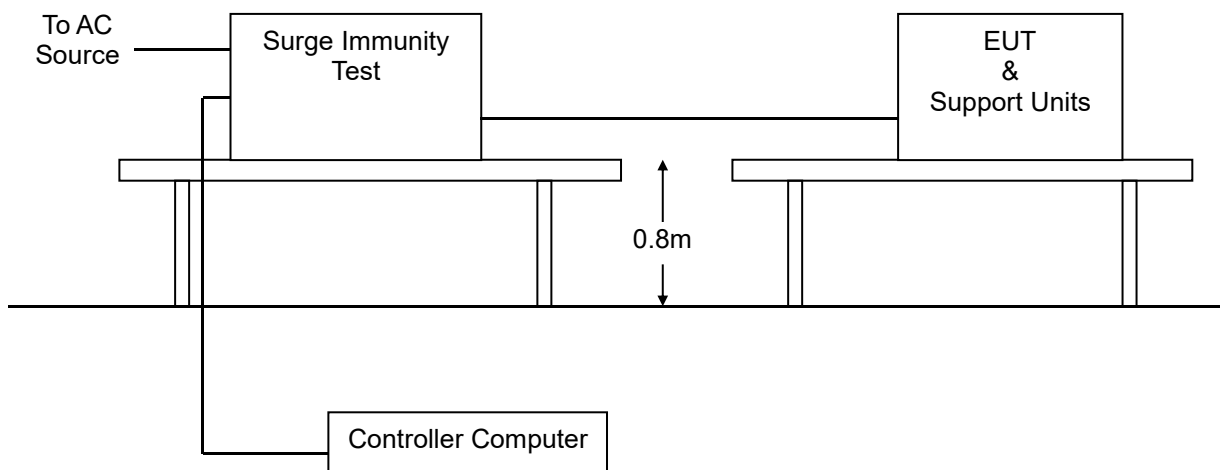 To AC
Source
Surge Immunity
Test
EUT
&
Support Units
0.8m
Controller Computer